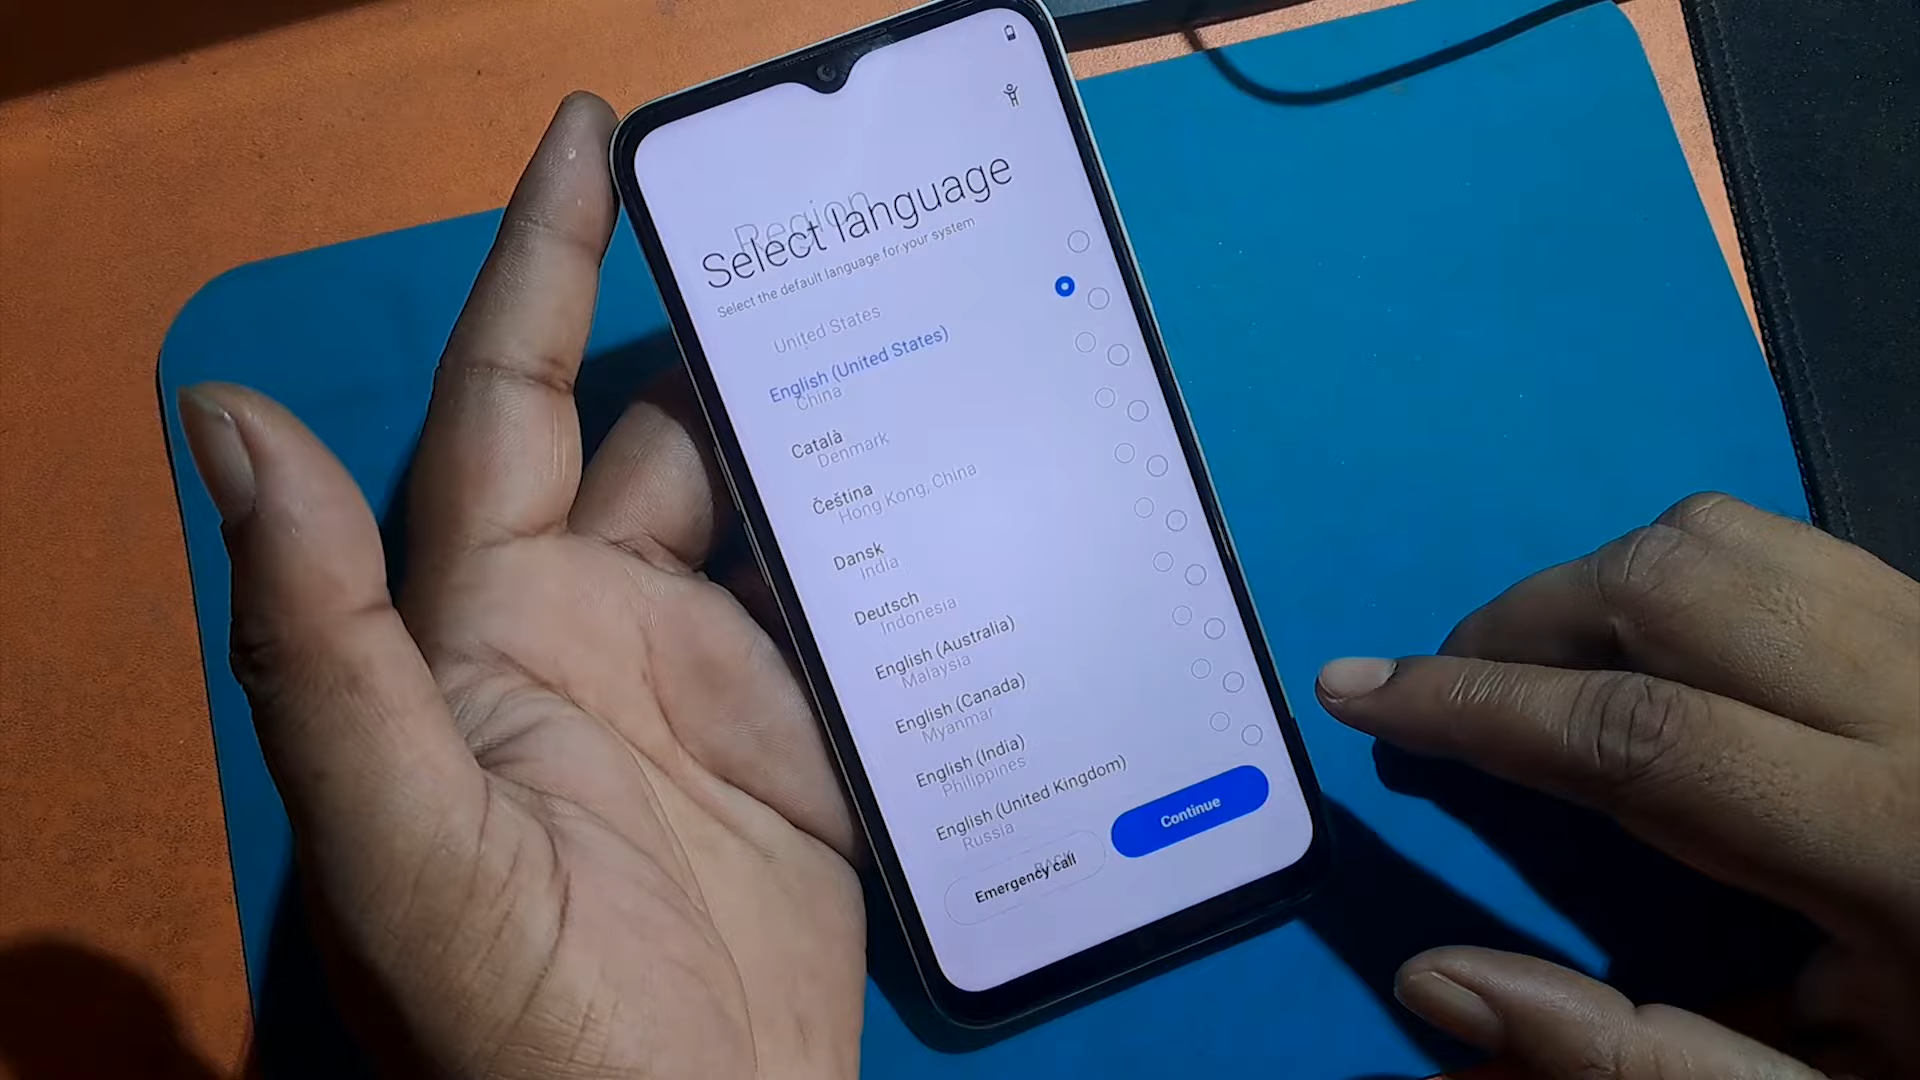 Region
Select language
Select the default language for your system
United States
English (United States)
China
Català
Denmark
Čeština
Hong Kong, China
Dansk
India
Deutsch
Indonesia
English (Australia)
Malaysia
English (Canada)
Myanmar
English (India)
Philippines
English (United Kingdom)
Russia
BACK
Emergency call
Continue